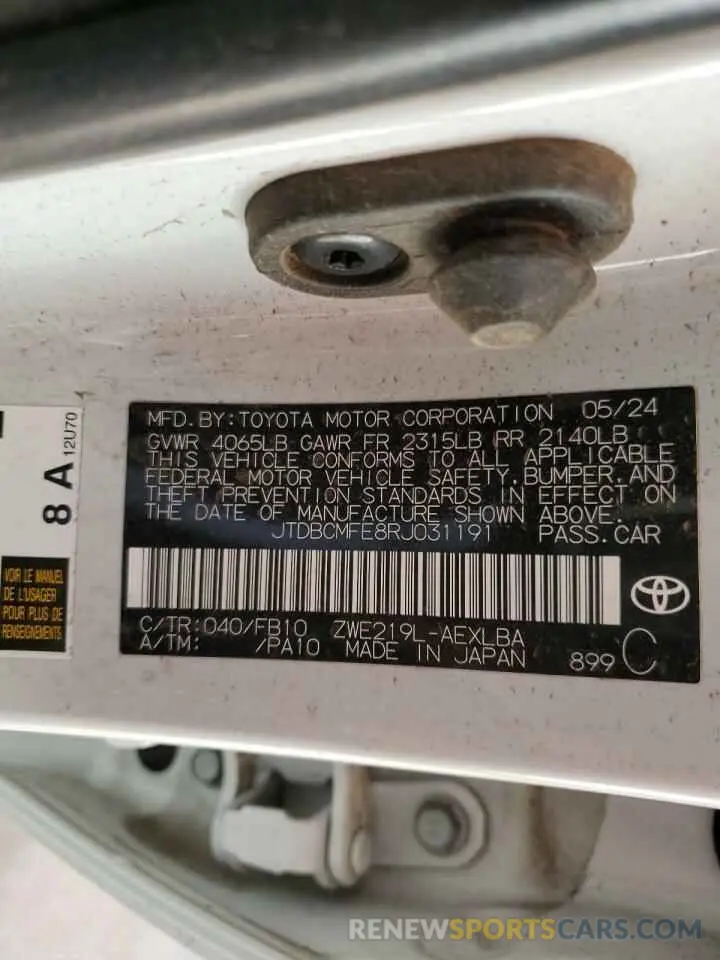 MFD. BY: TOYOTA MOTOR CORPORATION 05/24
GVWR 4065LB GAWR FR 2315LB RR 2140LB
THIS VEHICLE CONFORMS TO ALL APPLICABLE
FEDERAL MOTOR VEHICLE SAFETY, BUMPER, AND
THEFT PREVENTION STANDARDS IN EFFECT ON
THE DATE OF MANUFACTURE SHOWN ABOVE.
JTDBCMFE8RJ031191 PASS. CAR
C/TR: 040/FB10 ZWE219L-AEXLBA
A/TM: /PA10 MADE IN JAPAN 899 C
8 A 12U70
VOIR LE MANUEL
DE L'USAGER
POUR PLUS DE
RENSEIGNEMENTS
RENEWSPORTSCARS.COM